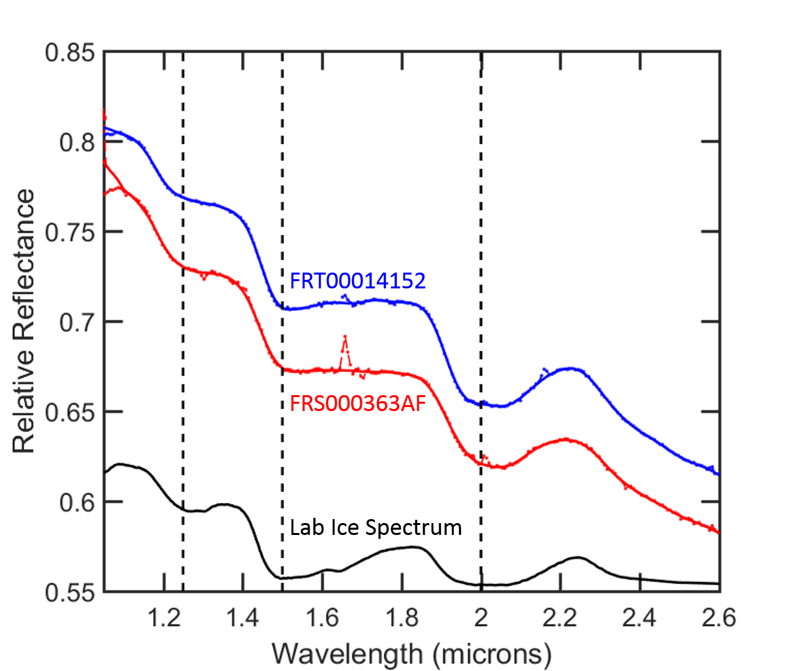 0.85
0.8
0.75
0.7
0.65
0.6
0.55
Relative Reflectance
FRT00014152
FRS000363AF
Lab Ice Spectrum
1.2 1.4 1.6 1.8 2 2.2 2.4 2.6
Wavelength (microns)